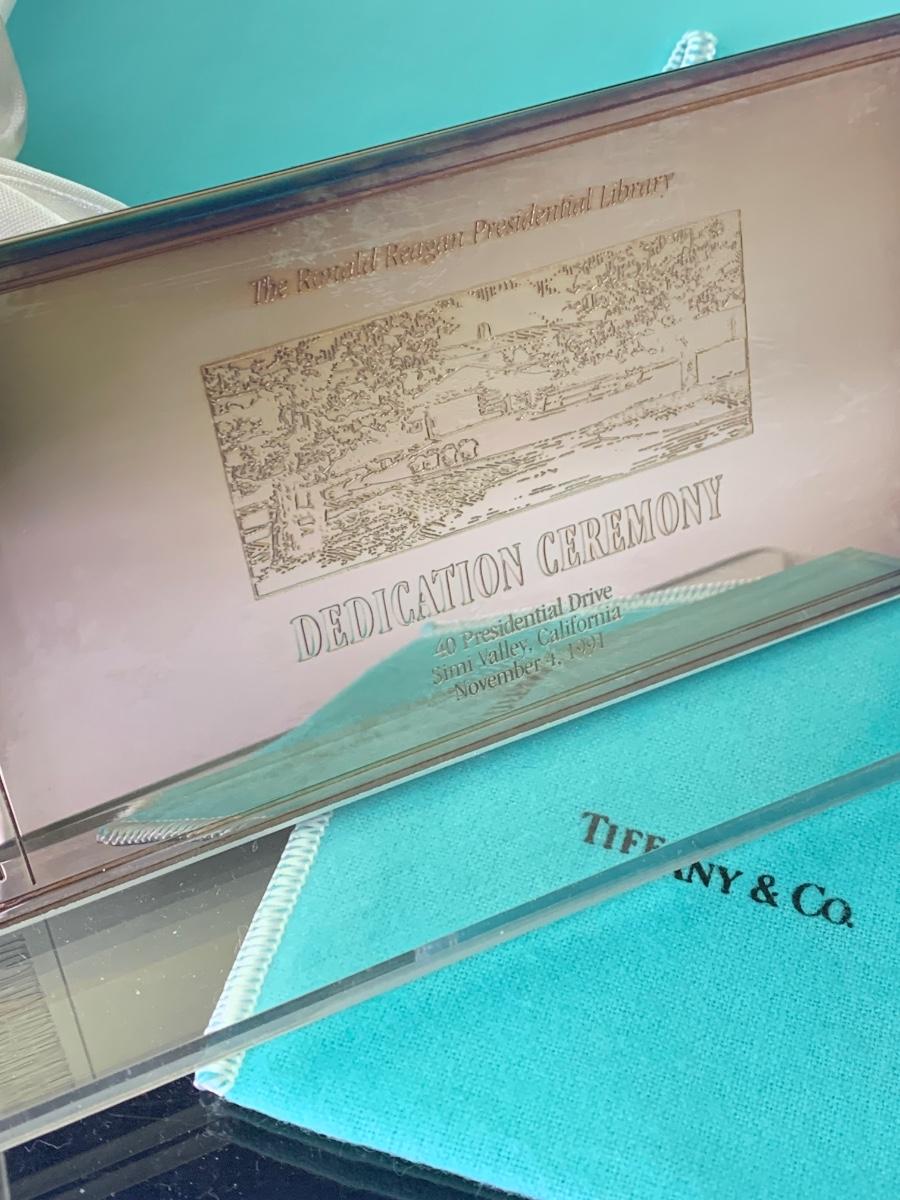 The Ronald Reagan Presidential Library
DEDICATION CEREMONY
40 Presidential Drive
Simi Valley, California
November 4, 1991
TIFFANY & CO.